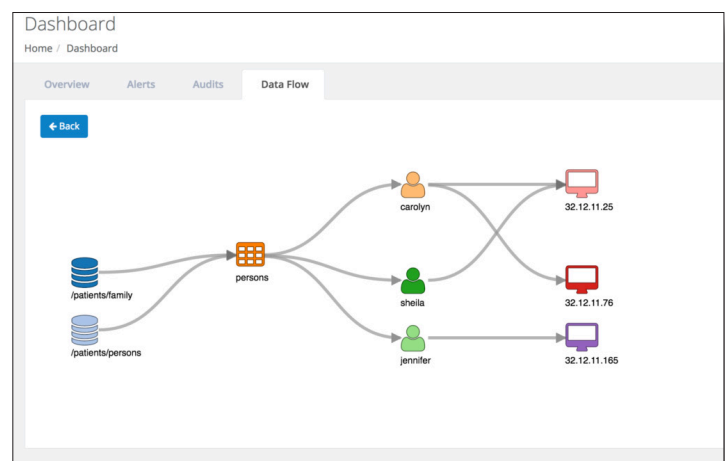 Dashboard
Home / Dashboard
Overview Alerts Audits Data Flow
Back
carolyn
32.12.11.25
persons
/patients/family
sheila
32.12.11.76
/patients/persons
jennifer
32.12.11.165